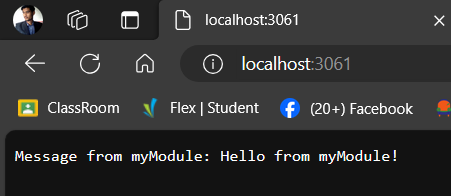 localhost:3061
localhost:3061
ClassRoom Flex | Student (20+) Facebook
Message from myModule: Hello from myModule!